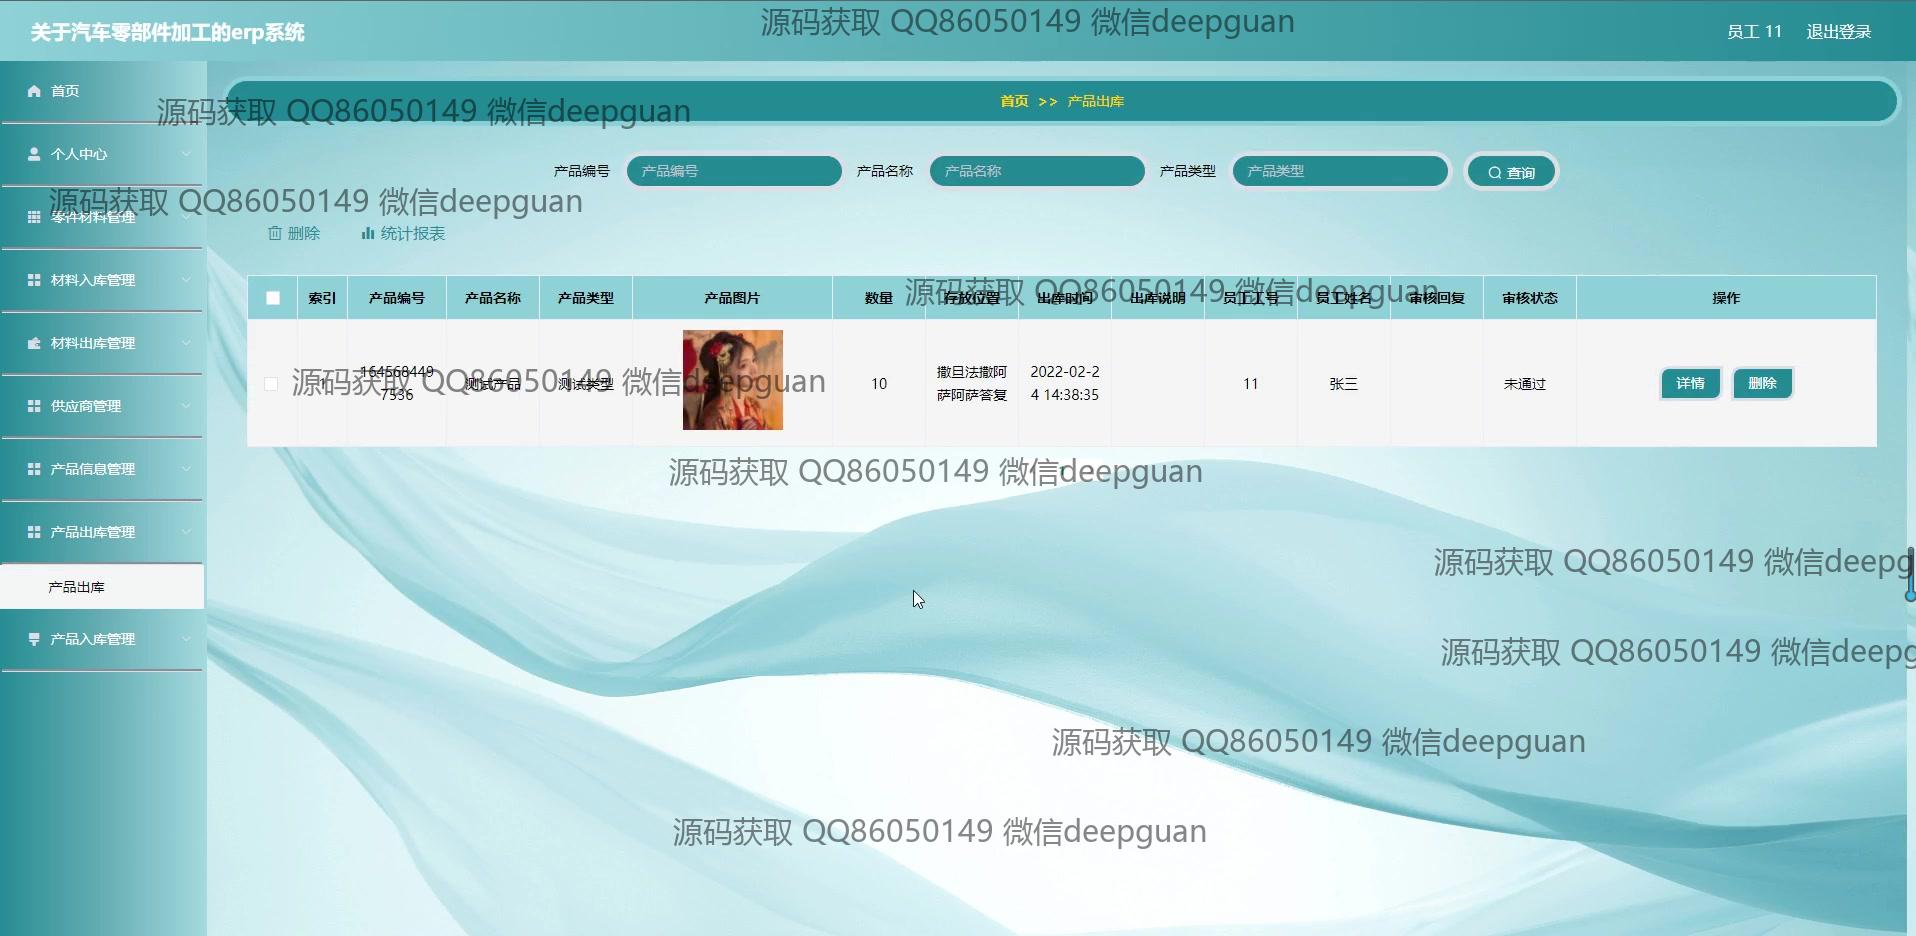 关于汽车零部件加工的erp系统
源码获取 QQ86050149 微信deepguan
员工 11 退出登录
首页
首页 >> 产品出库
源码获取 QQ86050149 微信deepguan
个人中心
产品编号 产品编号 产品名称 产品名称 产品类型 产品类型 查询
源码获取 QQ86050149 微信deepguan
零件材料管理
删除 统计报表
材料入库管理
源码获取 QQ86050149 微信deepguan
索引 产品编号 产品名称 产品类型 产品图片 数量 存放位置 出库时间 出库说明 员工工号 员工姓名 审核回复 审核状态 操作
材料出库管理
源码获取 QQ86050149 微信deepguan
1 164568449 测试产品 测试类型 10 撒旦法撒阿 2022-02-2 11 张三 未通过 详情 删除
7536 萨阿萨答复 4 14:38:35
供应商管理
产品信息管理
源码获取 QQ86050149 微信deepguan
产品出库管理
源码获取 QQ86050149 微信deepg
产品出库
产品入库管理
源码获取 QQ86050149 微信deepg
源码获取 QQ86050149 微信deepguan
源码获取 QQ86050149 微信deepguan